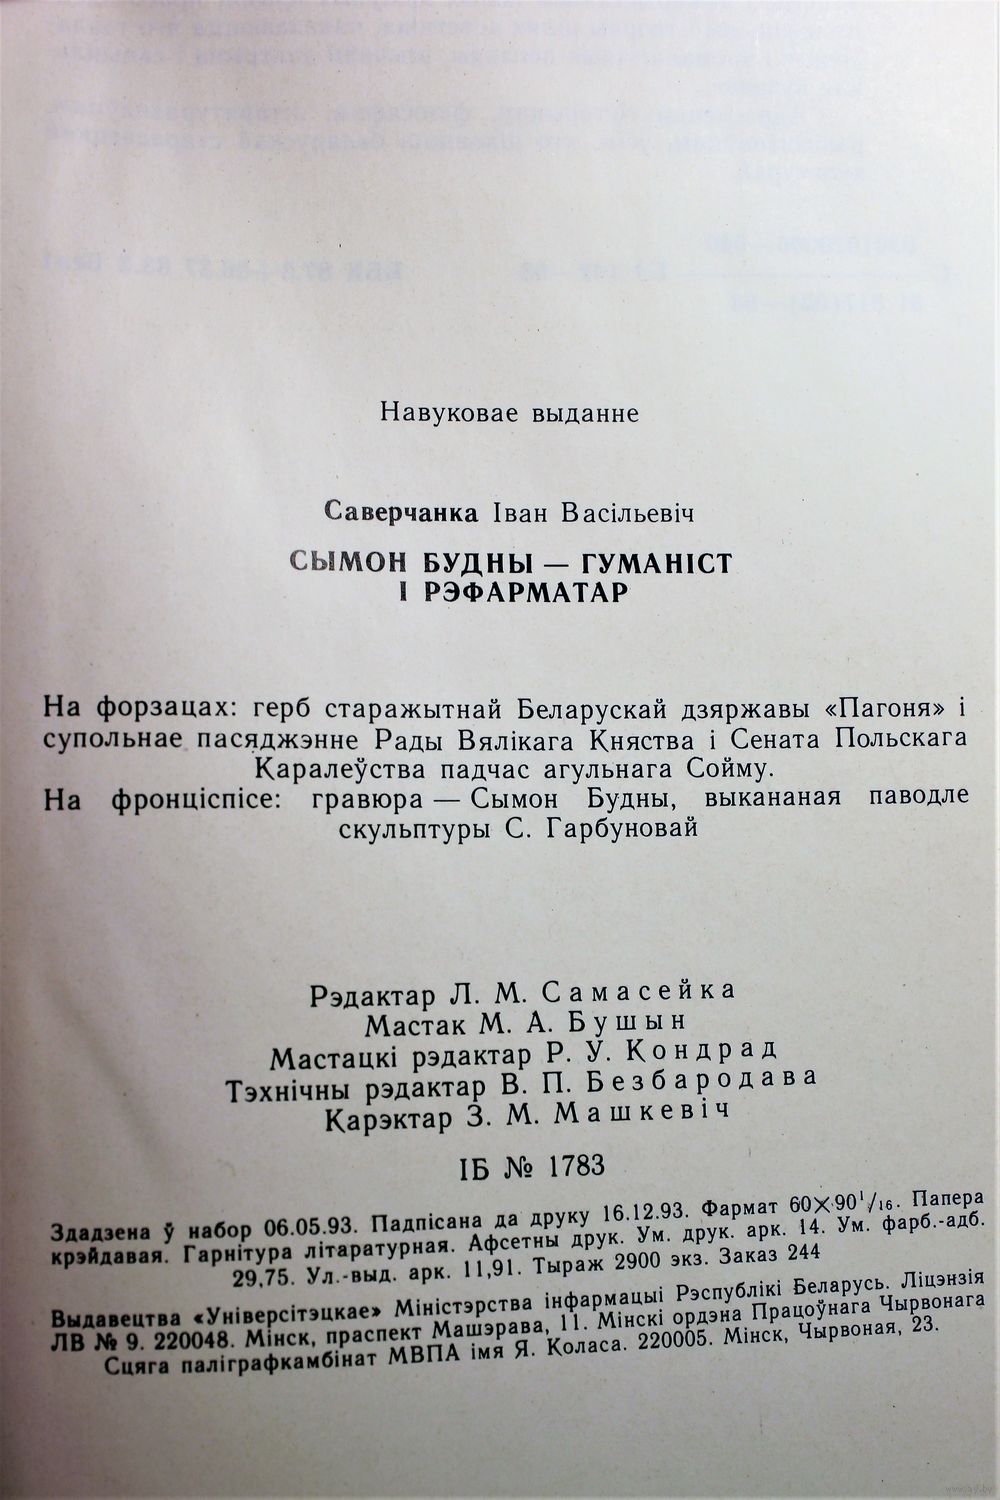 Навуковае выданне
Саверчанка Іван Васільевіч
СЫМОН БУДНЫ — ГУМАНІСТ
І РЭФАРМАТАР
На форзацах: герб старажытнай Беларускай дзяржавы «Пагоня» і
супольнае пасяджэнне Рады Вялікага Княства і Сената Польскага
Каралеўства падчас агульнага Сойму.
На фронціспісе: гравюра — Сымон Будны, выкананая паводле
скульптуры С. Гарбуновай
Рэдактар Л. М. Самасейка
Мастак М. А. Бушын
Мастацкі рэдактар Р. У. Кондрад
Тэхнічны рэдактар В. П. Безбародава
Карэктар З. М. Машкевіч
ІБ № 1783
Здадзена ў набор 06.05.93. Падпісана да друку 16.12.93. Фармат 60×90¹/₁₆. Папера
крэйдавая. Гарнітура літаратурная. Афсетны друк. Ум. друк. арк. 14. Ум. фарб.-адб.
29,75. Ул.-выд. арк. 11,91. Тыраж 2900 экз. Заказ 244
Выдавецтва «Універсітэцкае» Міністэрства інфармацыі Рэспублікі Беларусь. Ліцэнзія
ЛВ № 9. 220048. Мінск, праспект Машэрава, 11. Мінскі ордэна Працоўнага Чырвонага
Сцяга паліграфкамбінат МВПА імя Я. Коласа. 220005. Мінск, Чырвоная, 23.